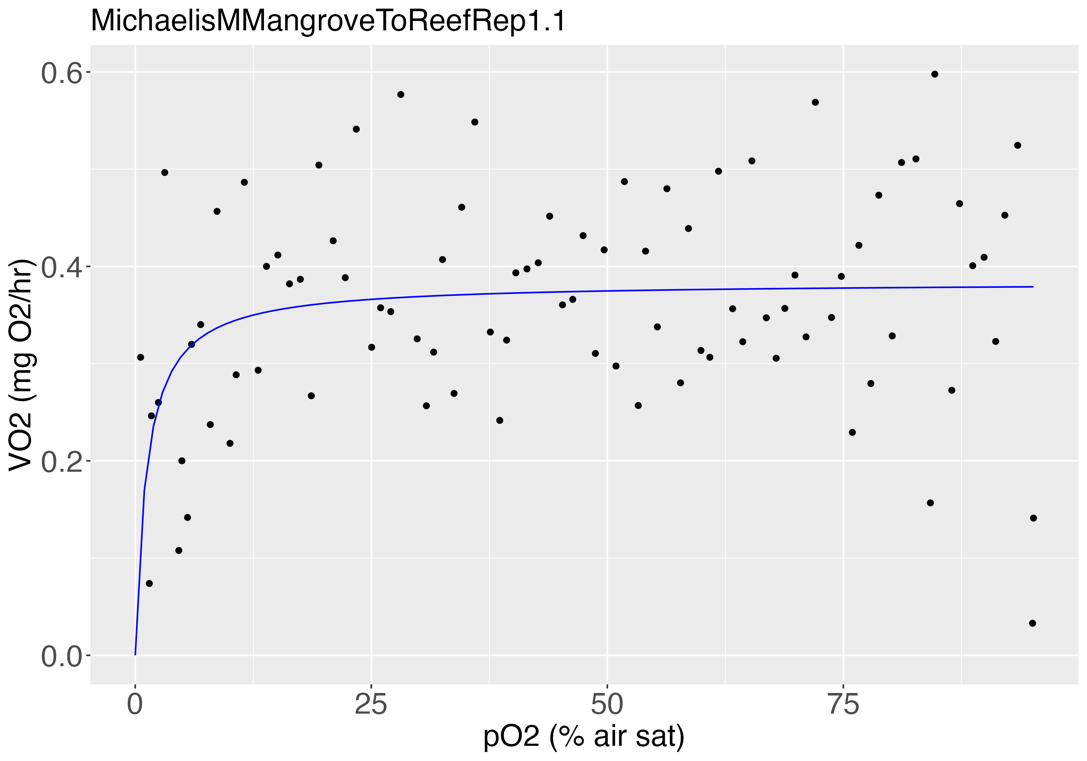 MichaelisMMangroveToReefRep1.1
VO2 (mg O2/hr)
0.6
0.4
0.2
0.0
0 25 50 75
pO2 (% air sat)